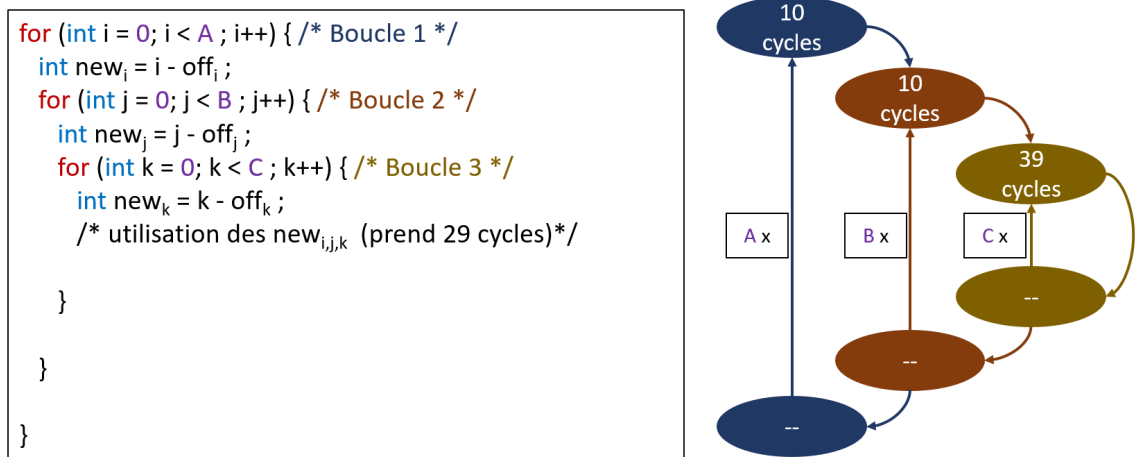 for (int i = 0; i < A ; i++) { /* Boucle 1 */
int newi = i - offi ;
for (int j = 0; j < B ; j++) { /* Boucle 2 */
int newj = j - offj ;
for (int k = 0; k < C ; k++) { /* Boucle 3 */
int newk = k - offk ;
/* utilisation des newi,j,k (prend 29 cycles)*/
}
}
}
10
cycles
10
cycles
39
cycles
A x
B x
C x
--
--
--